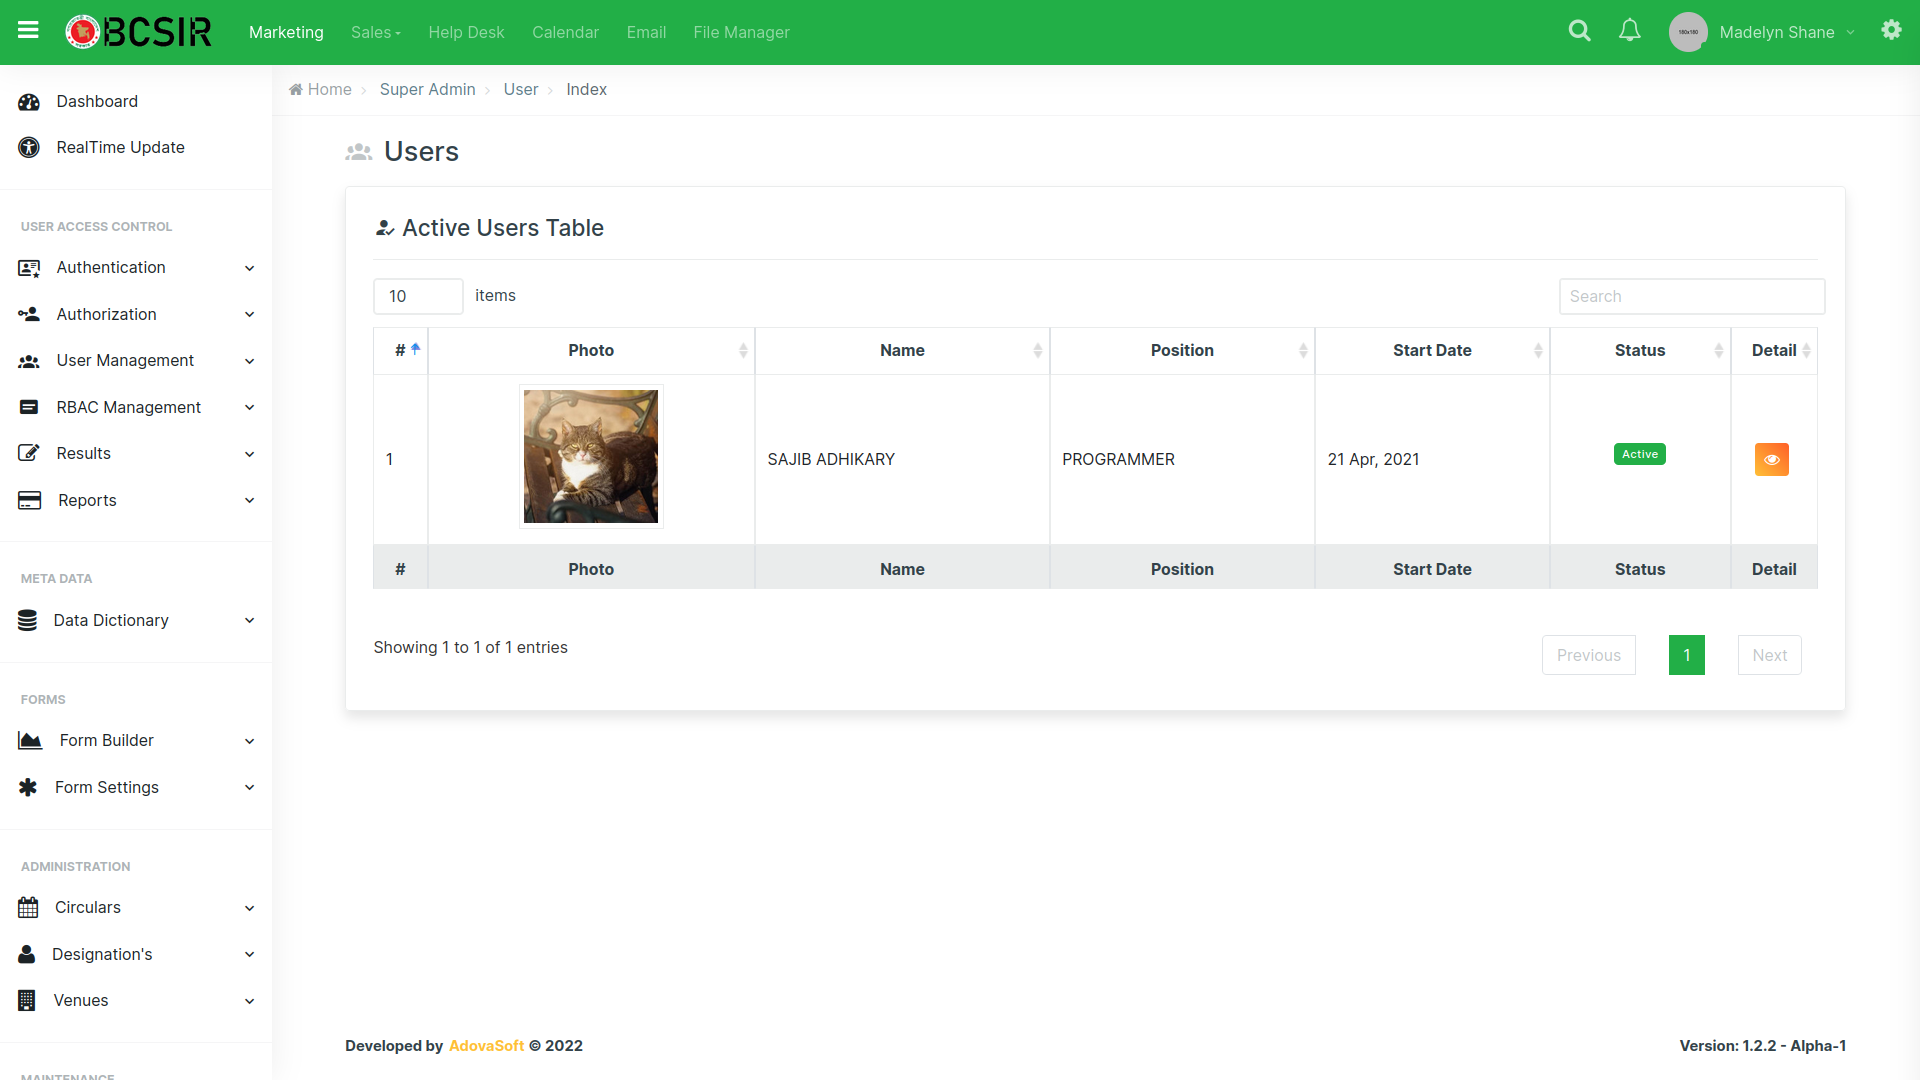 BCSIR
Marketing
Sales
Help Desk
Calendar
Email
File Manager
180x180
Madelyn Shane
Dashboard
RealTime Update
USER ACCESS CONTROL
Authentication
Authorization
User Management
RBAC Management
Results
Reports
META DATA
Data Dictionary
FORMS
Form Builder
Form Settings
ADMINISTRATION
Circulars
Designation's
Venues
MAINTENANCE
Home
Super Admin
User
Index
Users
Active Users Table
10 items
Search
# Photo Name Position Start Date Status Detail
1 SAJIB ADHIKARY PROGRAMMER 21 Apr, 2021 Active
# Photo Name Position Start Date Status Detail
Showing 1 to 1 of 1 entries
Previous 1 Next
Developed by AdovaSoft © 2022
Version: 1.2.2 - Alpha-1